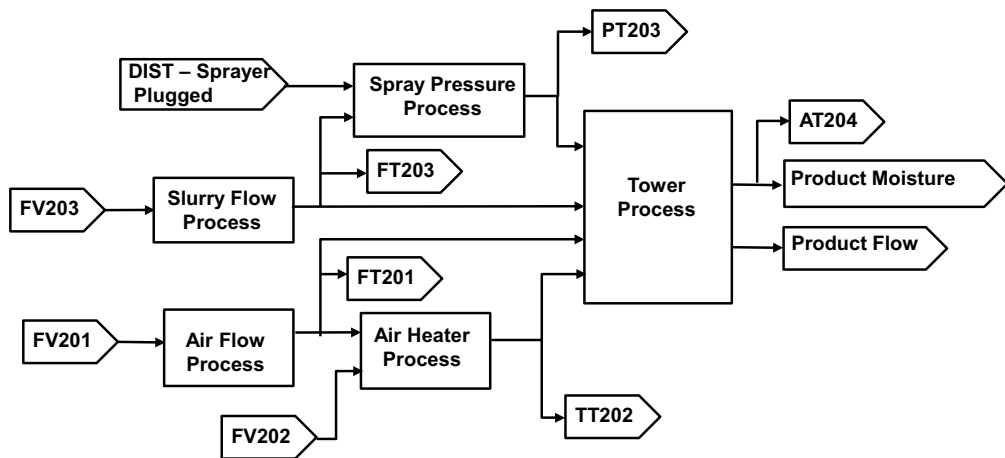 PT203
DIST – Sprayer
Plugged
Spray Pressure
Process
AT204
FT203
Tower
Process
Product Moisture
FV203
Slurry Flow
Process
Product Flow
FT201
FV201
Air Flow
Process
Air Heater
Process
FV202
TT202